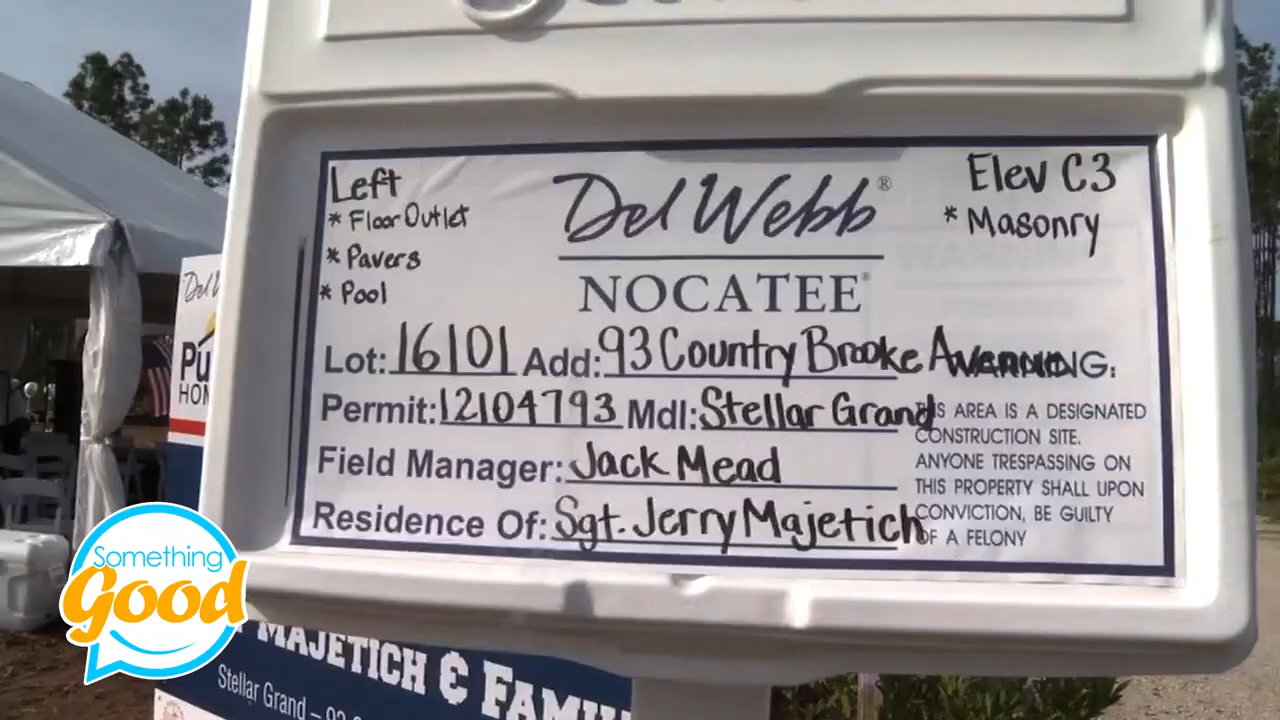 Left
* Floor Outlet
* Pavers
* Pool
Del Webb®
NOCATEE®
Elev C3
* Masonry
Lot: 16101 Add: 93 Country Brooke Avenue
Permit: 12104793 Mdl: Stellar Grand
Field Manager: Jack Mead
Residence Of: Sgt. Jerry Majetich
WARNING:
THIS AREA IS A DESIGNATED
CONSTRUCTION SITE.
ANYONE TRESPASSING ON
THIS PROPERTY SHALL UPON
CONVICTION, BE GUILTY
OF A FELONY
Del
Something
Good
MAJETICH &
Stellar Grand –